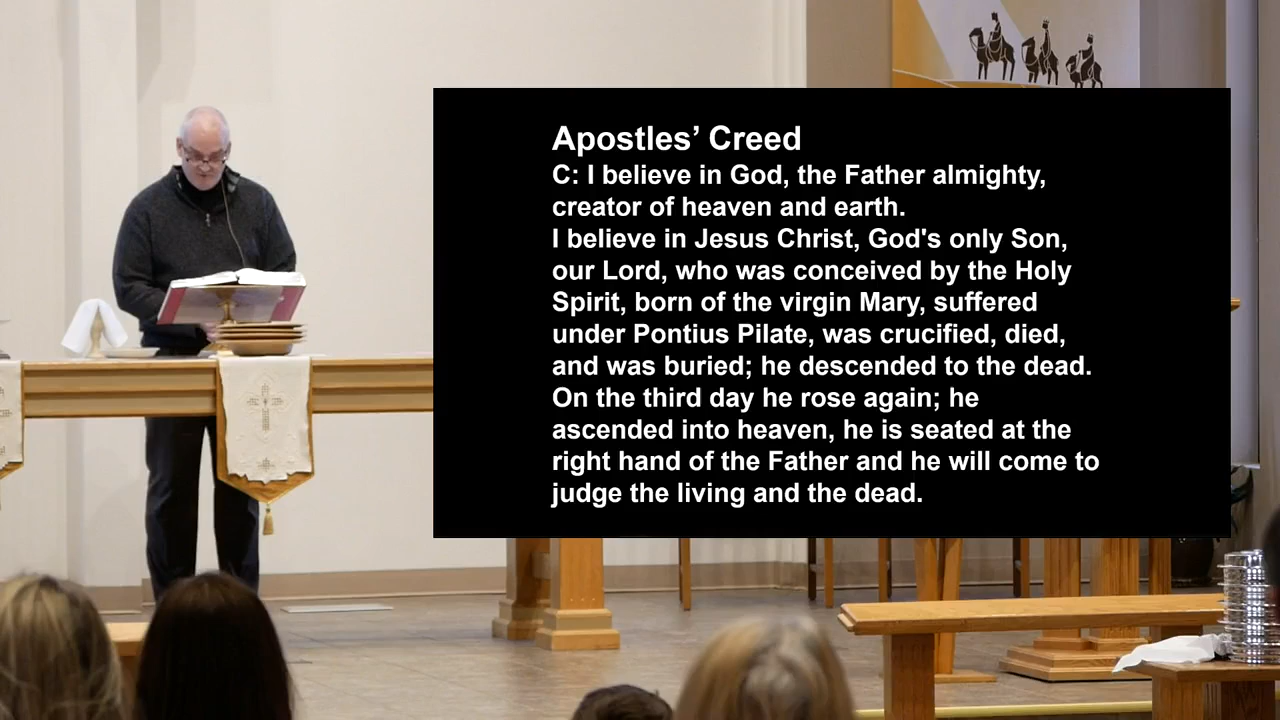 Apostles’ Creed
C: I believe in God, the Father almighty,
creator of heaven and earth.
I believe in Jesus Christ, God's only Son,
our Lord, who was conceived by the Holy
Spirit, born of the virgin Mary, suffered
under Pontius Pilate, was crucified, died,
and was buried; he descended to the dead.
On the third day he rose again; he
ascended into heaven, he is seated at the
right hand of the Father and he will come to
judge the living and the dead.